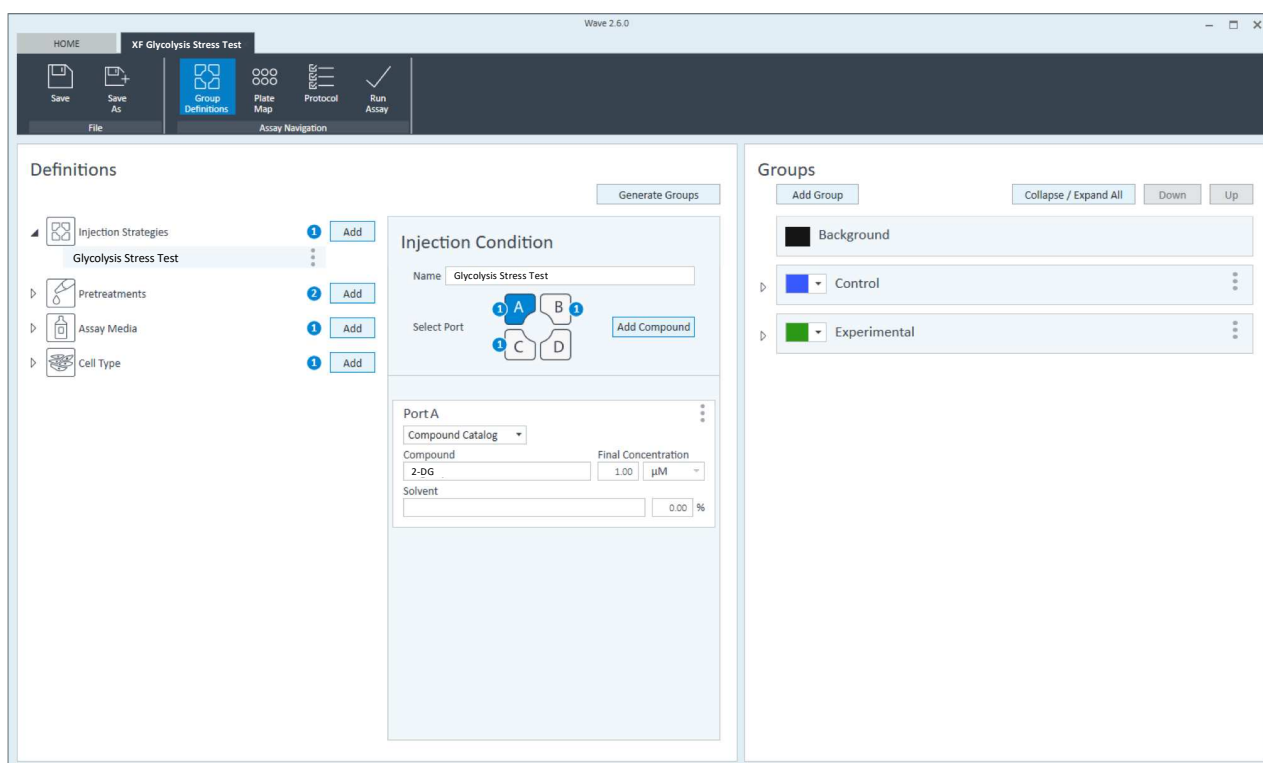 Wave 2.6.0
HOME
XF Glycolysis Stress Test
Save
Save As
Group Definitions
Plate Map
Protocol
Run Assay
File
Assay Navigation
Definitions
Generate Groups
Injection Strategies 1 Add
Glycolysis Stress Test
Pretreatments 2 Add
Assay Media 1 Add
Cell Type 1 Add
Injection Condition
Name Glycolysis Stress Test
1 A B 1
Select Port
Add Compound
1 C D
Port A
Compound Catalog
Compound Final Concentration
2-DG 1.00 µM
Solvent
0.00 %
Groups
Add Group Collapse / Expand All Down Up
Background
Control
Experimental